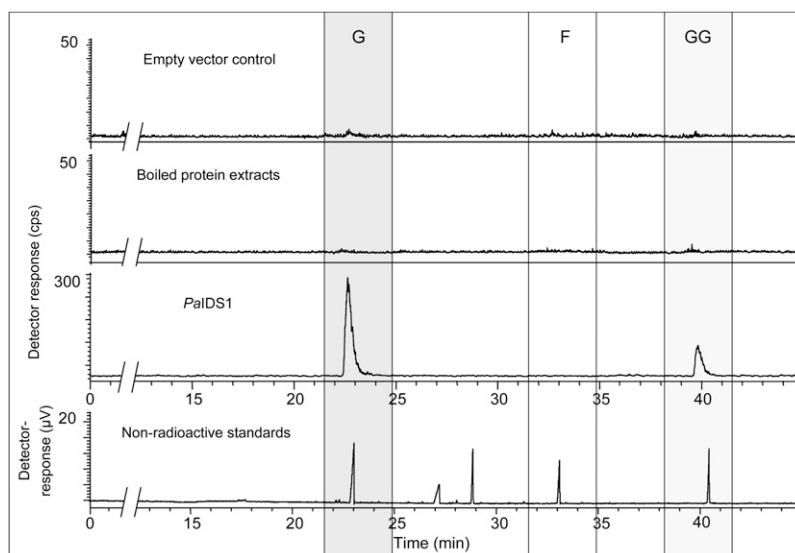 G F GG
50
Empty vector control
50
Boiled protein extracts
Detector response (cps)
300
PaIDS1
0 15 20 25 30 35 40
20
Detector-
response (µV)
Non-radioactive standards
0 15 20 25 30 35 40
Time (min)